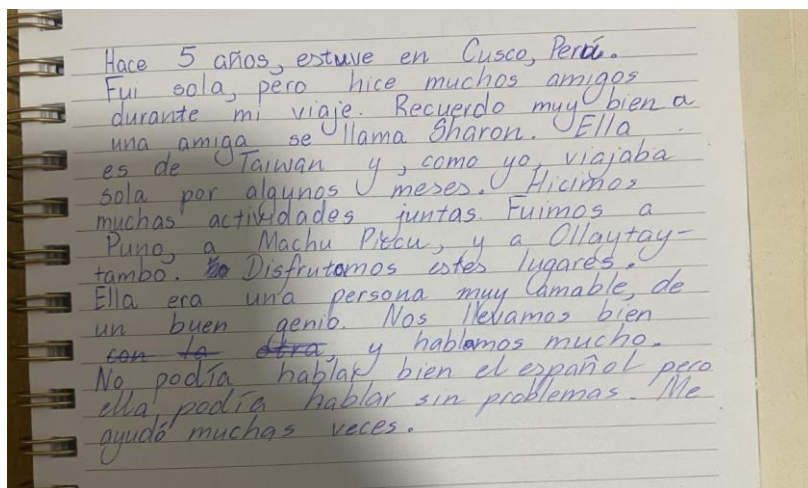 Hace 5 años, estuve en Cusco, Perú.
Fui sola, pero hice muchos amigos
durante mi viaje. Recuerdo muy bien a
una amiga se llama Sharon. Ella
es de Taiwan y, como yo, viajaba
sola por algunos meses. Hicimos
muchas actividades juntas. Fuimos a
Puno, a Machu Piccu, y a Ollaytay-
tambo. Disfrutamos estes lugares.
Ella era una persona muy amable, de
un buen genio. Nos llevamos bien
con la otra, y hablamos mucho.
No podía hablar bien el español pero
ella podía hablar sin problemas. Me
ayudó muchas veces.